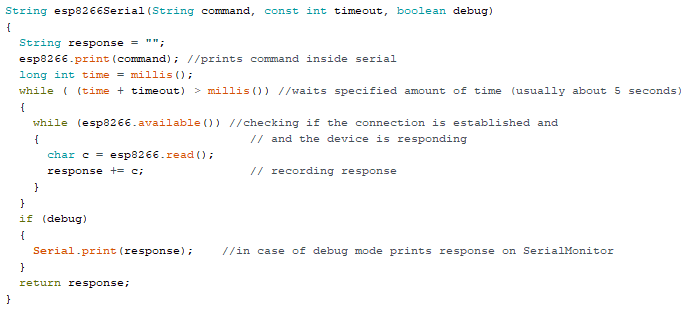 String esp8266Serial(String command, const int timeout, boolean debug)
{
  String response = "";
  esp8266.print(command); //prints command inside serial
  long int time = millis();
  while ( (time + timeout) > millis()) //waits specified amount of time (usually about 5 seconds)
  {
    while (esp8266.available()) //checking if the connection is established and
    {                              // and the device is responding
      char c = esp8266.read();
      response += c;               // recording response
    }
  }
  if (debug)
  {
    Serial.print(response);    //in case of debug mode prints response on SerialMonitor
  }
  return response;
}